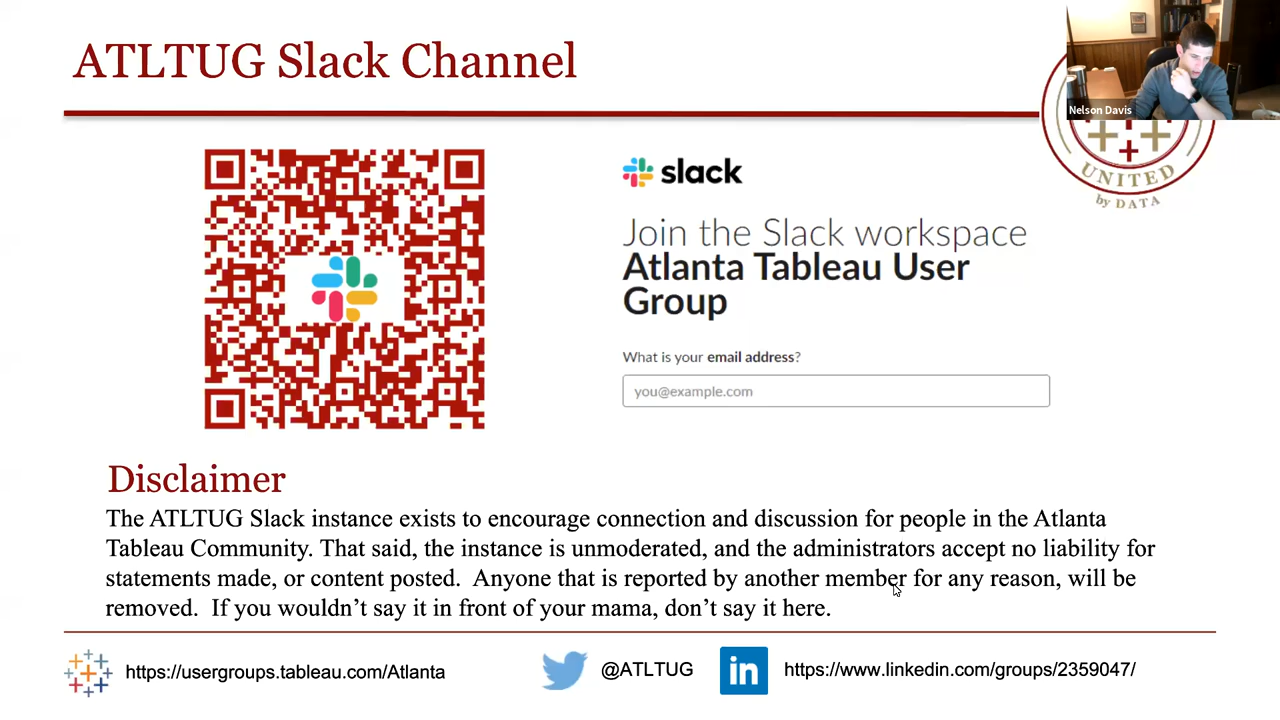 ATLTUG Slack Channel
Nelson Davis
UNITED
by DATA
slack
Join the Slack workspace
Atlanta Tableau User
Group
What is your email address?
you@example.com
Disclaimer
The ATLTUG Slack instance exists to encourage connection and discussion for people in the Atlanta
Tableau Community. That said, the instance is unmoderated, and the administrators accept no liability for
statements made, or content posted.  Anyone that is reported by another member for any reason, will be
removed.  If you wouldn’t say it in front of your mama, don’t say it here.
https://usergroups.tableau.com/Atlanta
@ATLTUG
in
https://www.linkedin.com/groups/2359047/